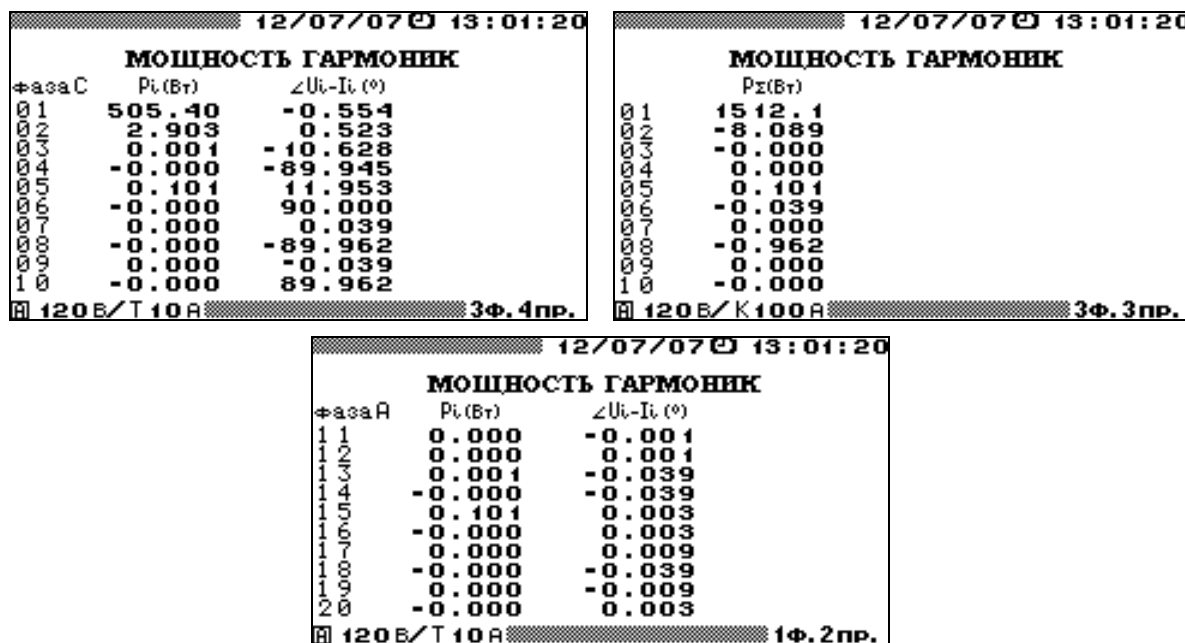 12/07/07 13:01:20
МОЩНОСТЬ ГАРМОНИК
фаза C Pi(Вт) ∠Ui-Ii(º)
01 505.40 -0.554
02 2.903 0.523
03 0.001 -10.628
04 -0.000 -89.945
05 0.101 11.953
06 -0.000 90.000
07 0.000 0.039
08 -0.000 -89.962
09 0.000 -0.039
10 -0.000 89.962
A 120В/Т10А 3ф.4пр.
12/07/07 13:01:20
МОЩНОСТЬ ГАРМОНИК
PΣ(Вт)
01 1512.1
02 -8.089
03 -0.000
04 0.000
05 0.101
06 -0.039
07 0.000
08 -0.962
09 0.000
10 -0.000
A 120В/К100А 3ф.3пр.
12/07/07 13:01:20
МОЩНОСТЬ ГАРМОНИК
фаза A Pi(Вт) ∠Ui-Ii(º)
11 0.000 -0.001
12 0.000 0.001
13 0.001 -0.039
14 -0.000 -0.039
15 0.101 0.003
16 -0.000 0.003
17 0.000 0.009
18 -0.000 -0.039
19 0.000 -0.009
20 -0.000 0.003
A 120В/Т10А 1ф.2пр.